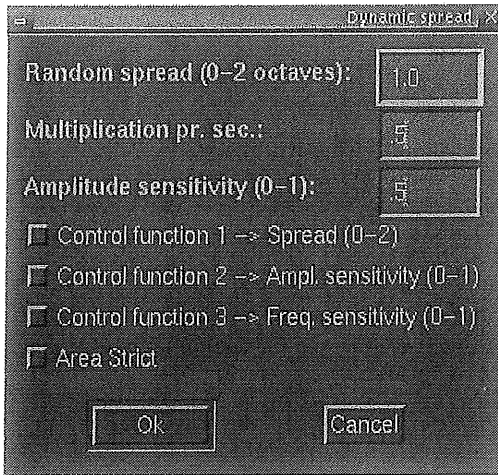 Dynamic spread
Random spread (0-2 octaves): 1.0
Multiplication pr. sec.: .5
Amplitude sensitivity (0-1): .5
Control function 1 -> Spread (0-2)
Control function 2 -> Ampl. sensitivity (0-1)
Control function 3 -> Freq. sensitivity (0-1)
Area Strict
Ok Cancel